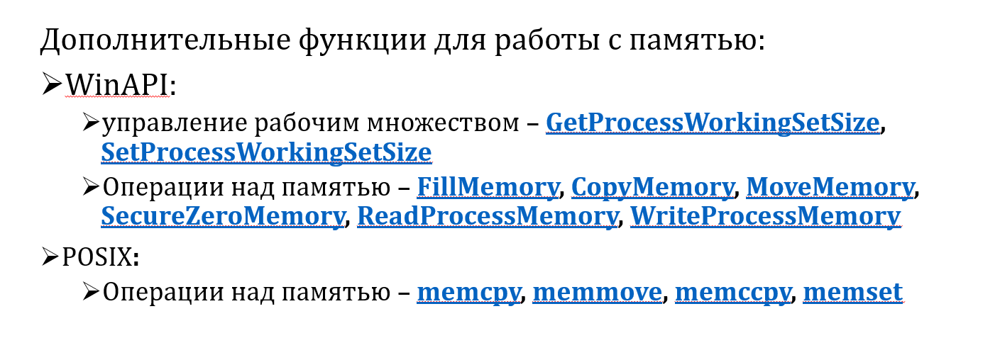 Дополнительные функции для работы с памятью:
➢WinAPI:
➢управление рабочим множеством – GetProcessWorkingSetSize,
SetProcessWorkingSetSize
➢Операции над памятью – FillMemory, CopyMemory, MoveMemory,
SecureZeroMemory, ReadProcessMemory, WriteProcessMemory
➢POSIX:
➢Операции над памятью – memcpy, memmove, memccpy, memset